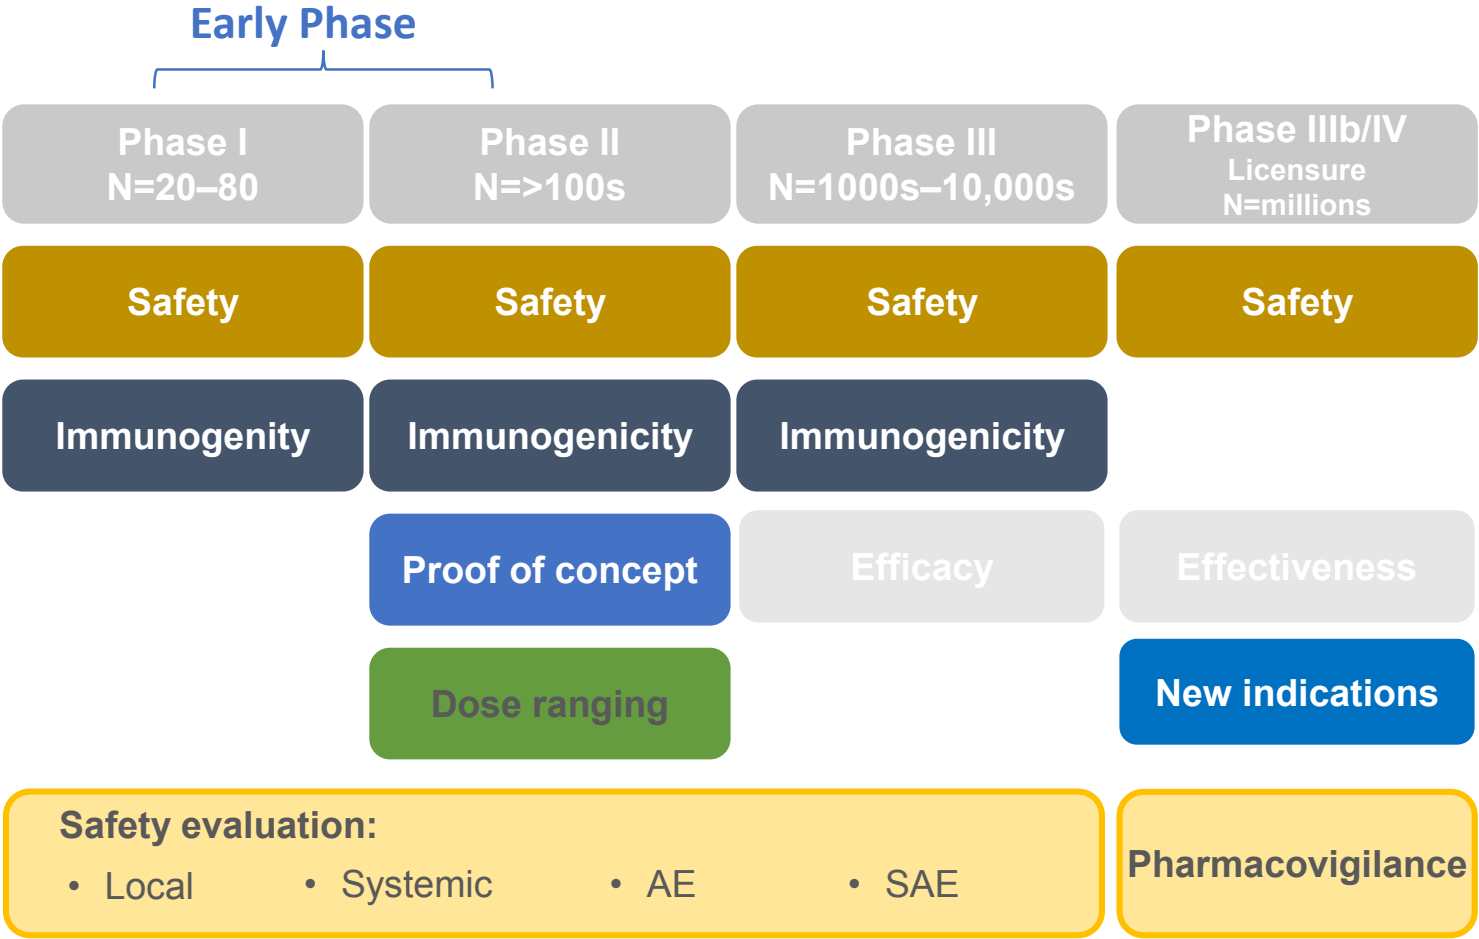 Early Phase
Phase I
N=20–80
Phase II
N=>100s
Phase III
N=1000s–10,000s
Phase IIIb/IV
Licensure
N=millions
Safety
Safety
Safety
Safety
Immunogenity
Immunogenicity
Immunogenicity
Proof of concept
Efficacy
Effectiveness
Dose ranging
New indications
Safety evaluation:
• Local
• Systemic
• AE
• SAE
Pharmacovigilance